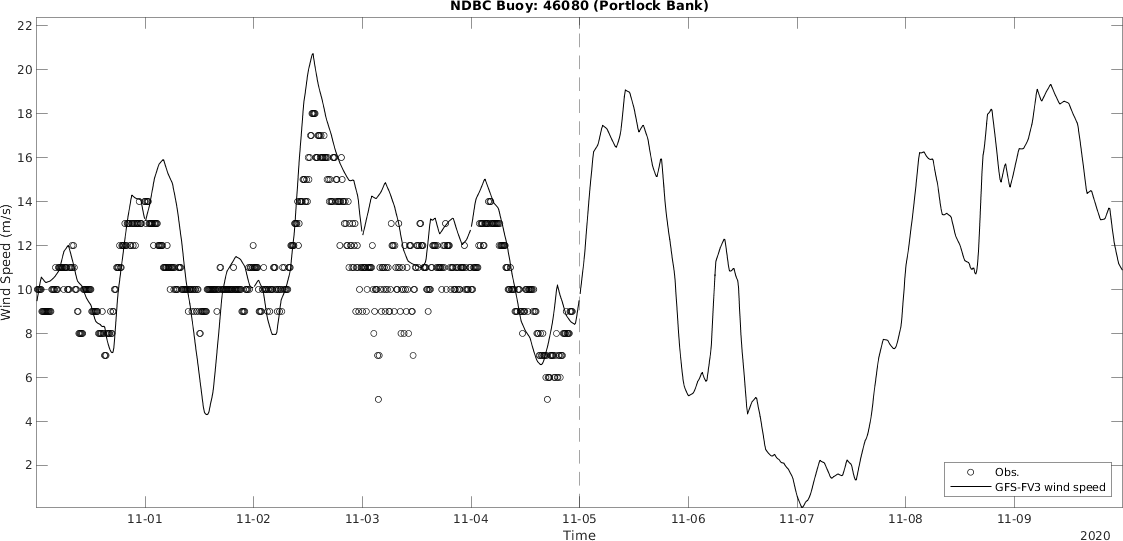 NDBC Buoy: 46080 (Portlock Bank)
Wind Speed (m/s)
22
20
18
16
14
12
10
8
6
4
2
Obs.
GFS-FV3 wind speed
11-01 11-02 11-03 11-04 11-05 11-06 11-07 11-08 11-09
Time
2020